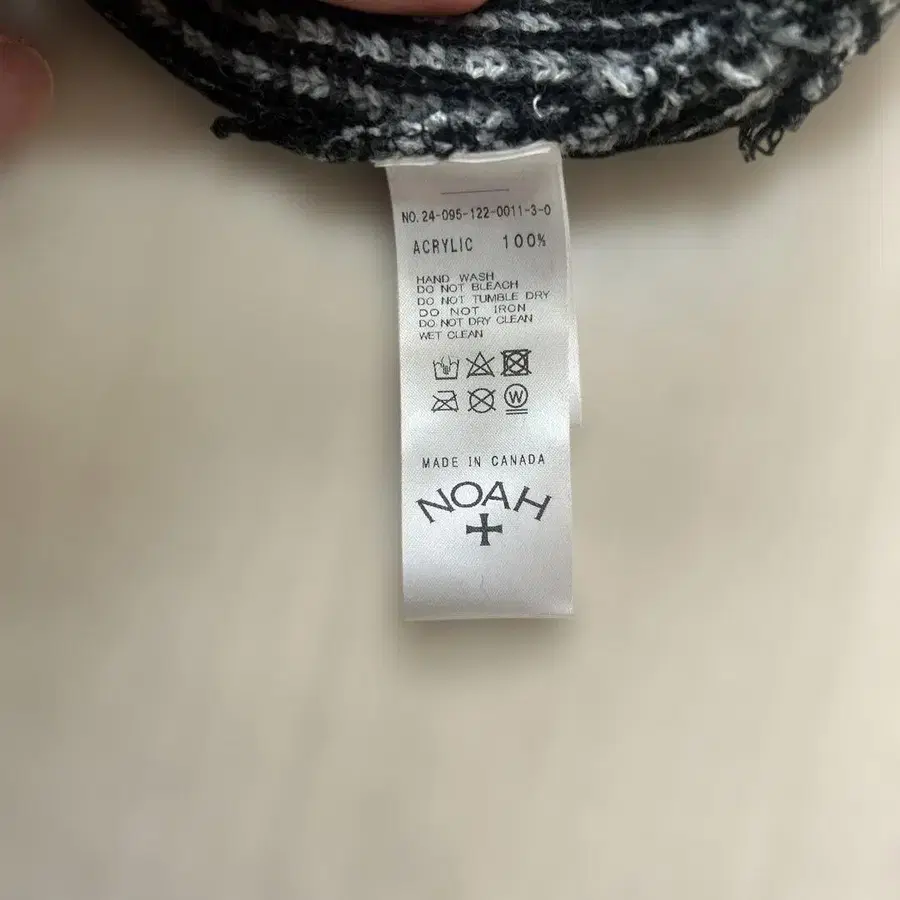 NO. 24-095-122-0011-3-0
ACRYLIC 100%
HAND WASH
DO NOT BLEACH
DO NOT TUMBLE DRY
DO NOT IRON
DO NOT DRY CLEAN
WET CLEAN
W
MADE IN CANADA
NOAH